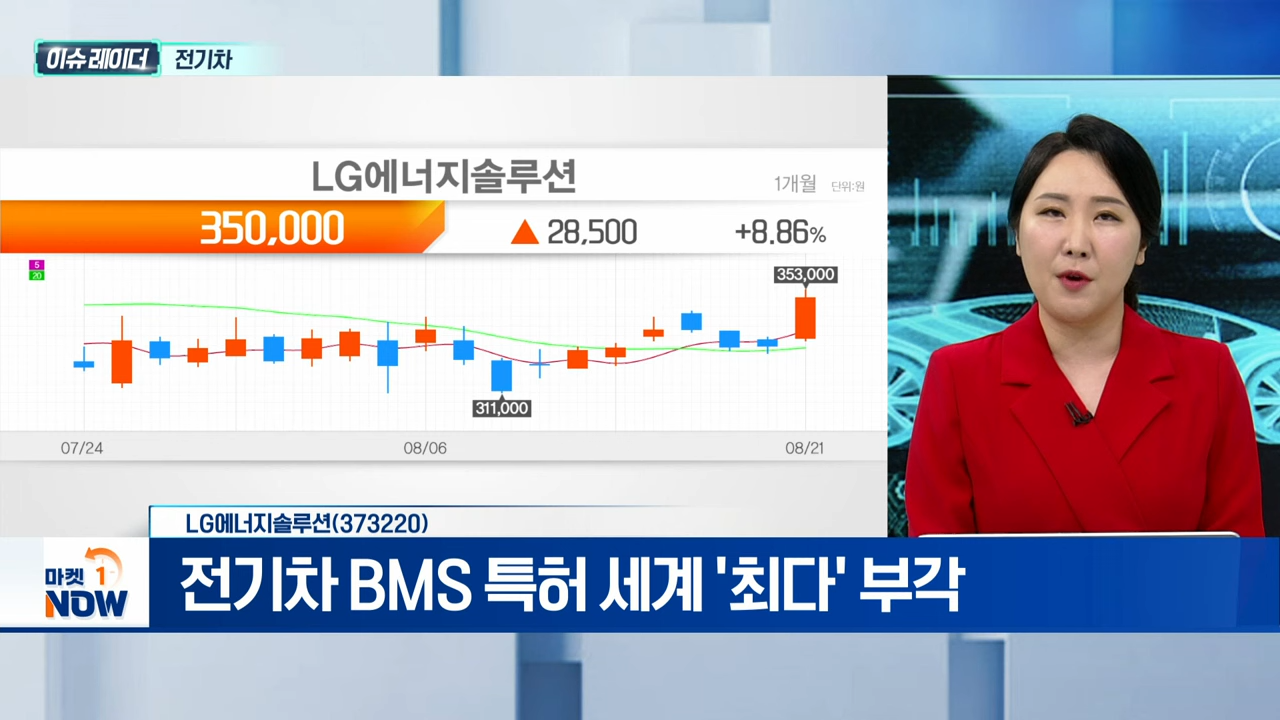 이슈 레이더 전기차
LG에너지솔루션
1개월 단위:원
350,000 ▲ 28,500 +8.86%
5
20
353,000
311,000
07/24 08/06 08/21
LG에너지솔루션(373220)
마켓 1
NOW
전기차 BMS 특허 세계 '최다' 부각